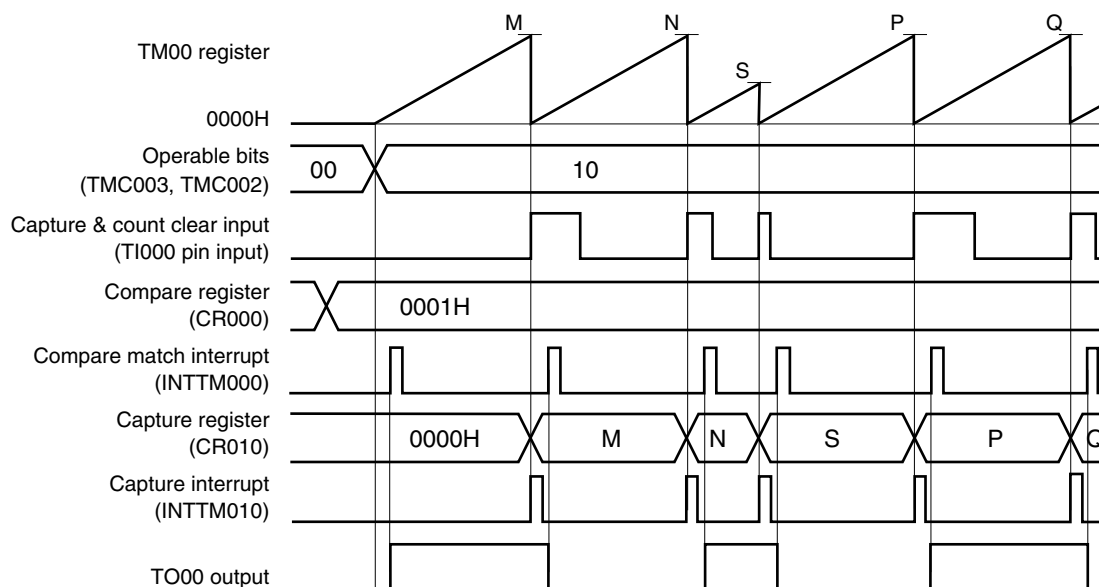 M N S P Q
TM00 register
0000H
Operable bits
(TMC003, TMC002)
00 10
Capture & count clear input
(TI000 pin input)
Compare register
(CR000)
0001H
Compare match interrupt
(INTTM000)
Capture register
(CR010)
0000H M N S P Q
Capture interrupt
(INTTM010)
TO00 output